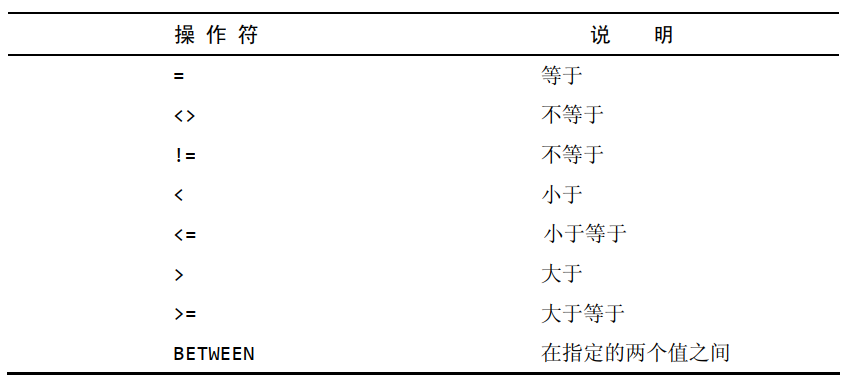 操作符 说明
= 等于
<> 不等于
!= 不等于
< 小于
<= 小于等于
> 大于
>= 大于等于
BETWEEN 在指定的两个值之间